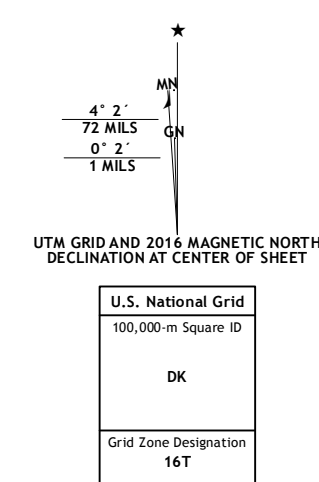 MN
4° 2´
72 MILS
GN
0° 2´
1 MILS
UTM GRID AND 2016 MAGNETIC NORTH
DECLINATION AT CENTER OF SHEET
U.S. National Grid
100,000-m Square ID
DK
Grid Zone Designation
16T